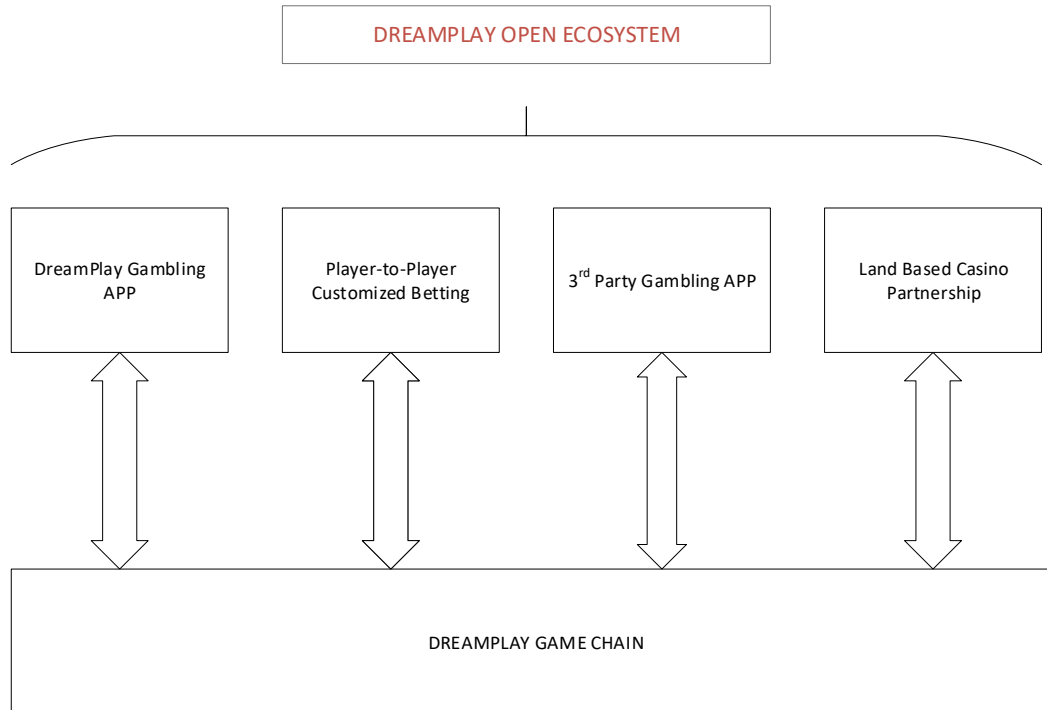 DREAMPLAY OPEN ECOSYSTEM
DreamPlay Gambling
APP
Player-to-Player
Customized Betting
3rd Party Gambling APP
Land Based Casino
Partnership
DREAMPLAY GAME CHAIN